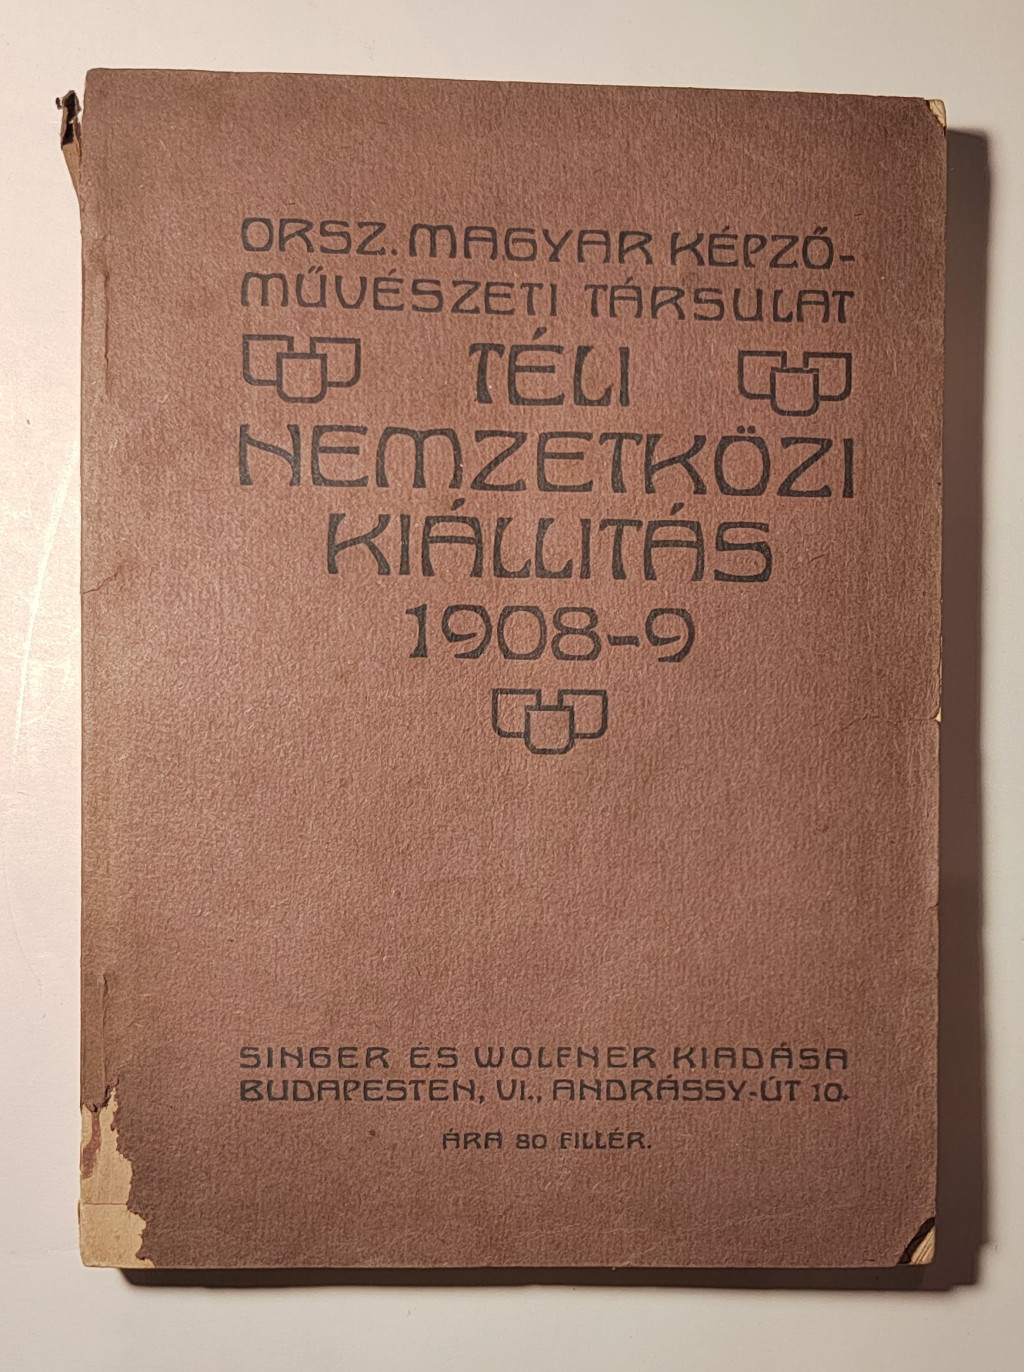 ORSZ. MAGYAR KÉPZŐ-
MŰVÉSZETI TÁRSULAT
TÉLI
NEMZETKÖZI
KIÁLLITÁS
1908-9
SINGER ÉS WOLFNER KIADÁSA
BUDAPESTEN, VI., ANDRÁSSY-ÚT 10.
ÁRA 80 FILLÉR.